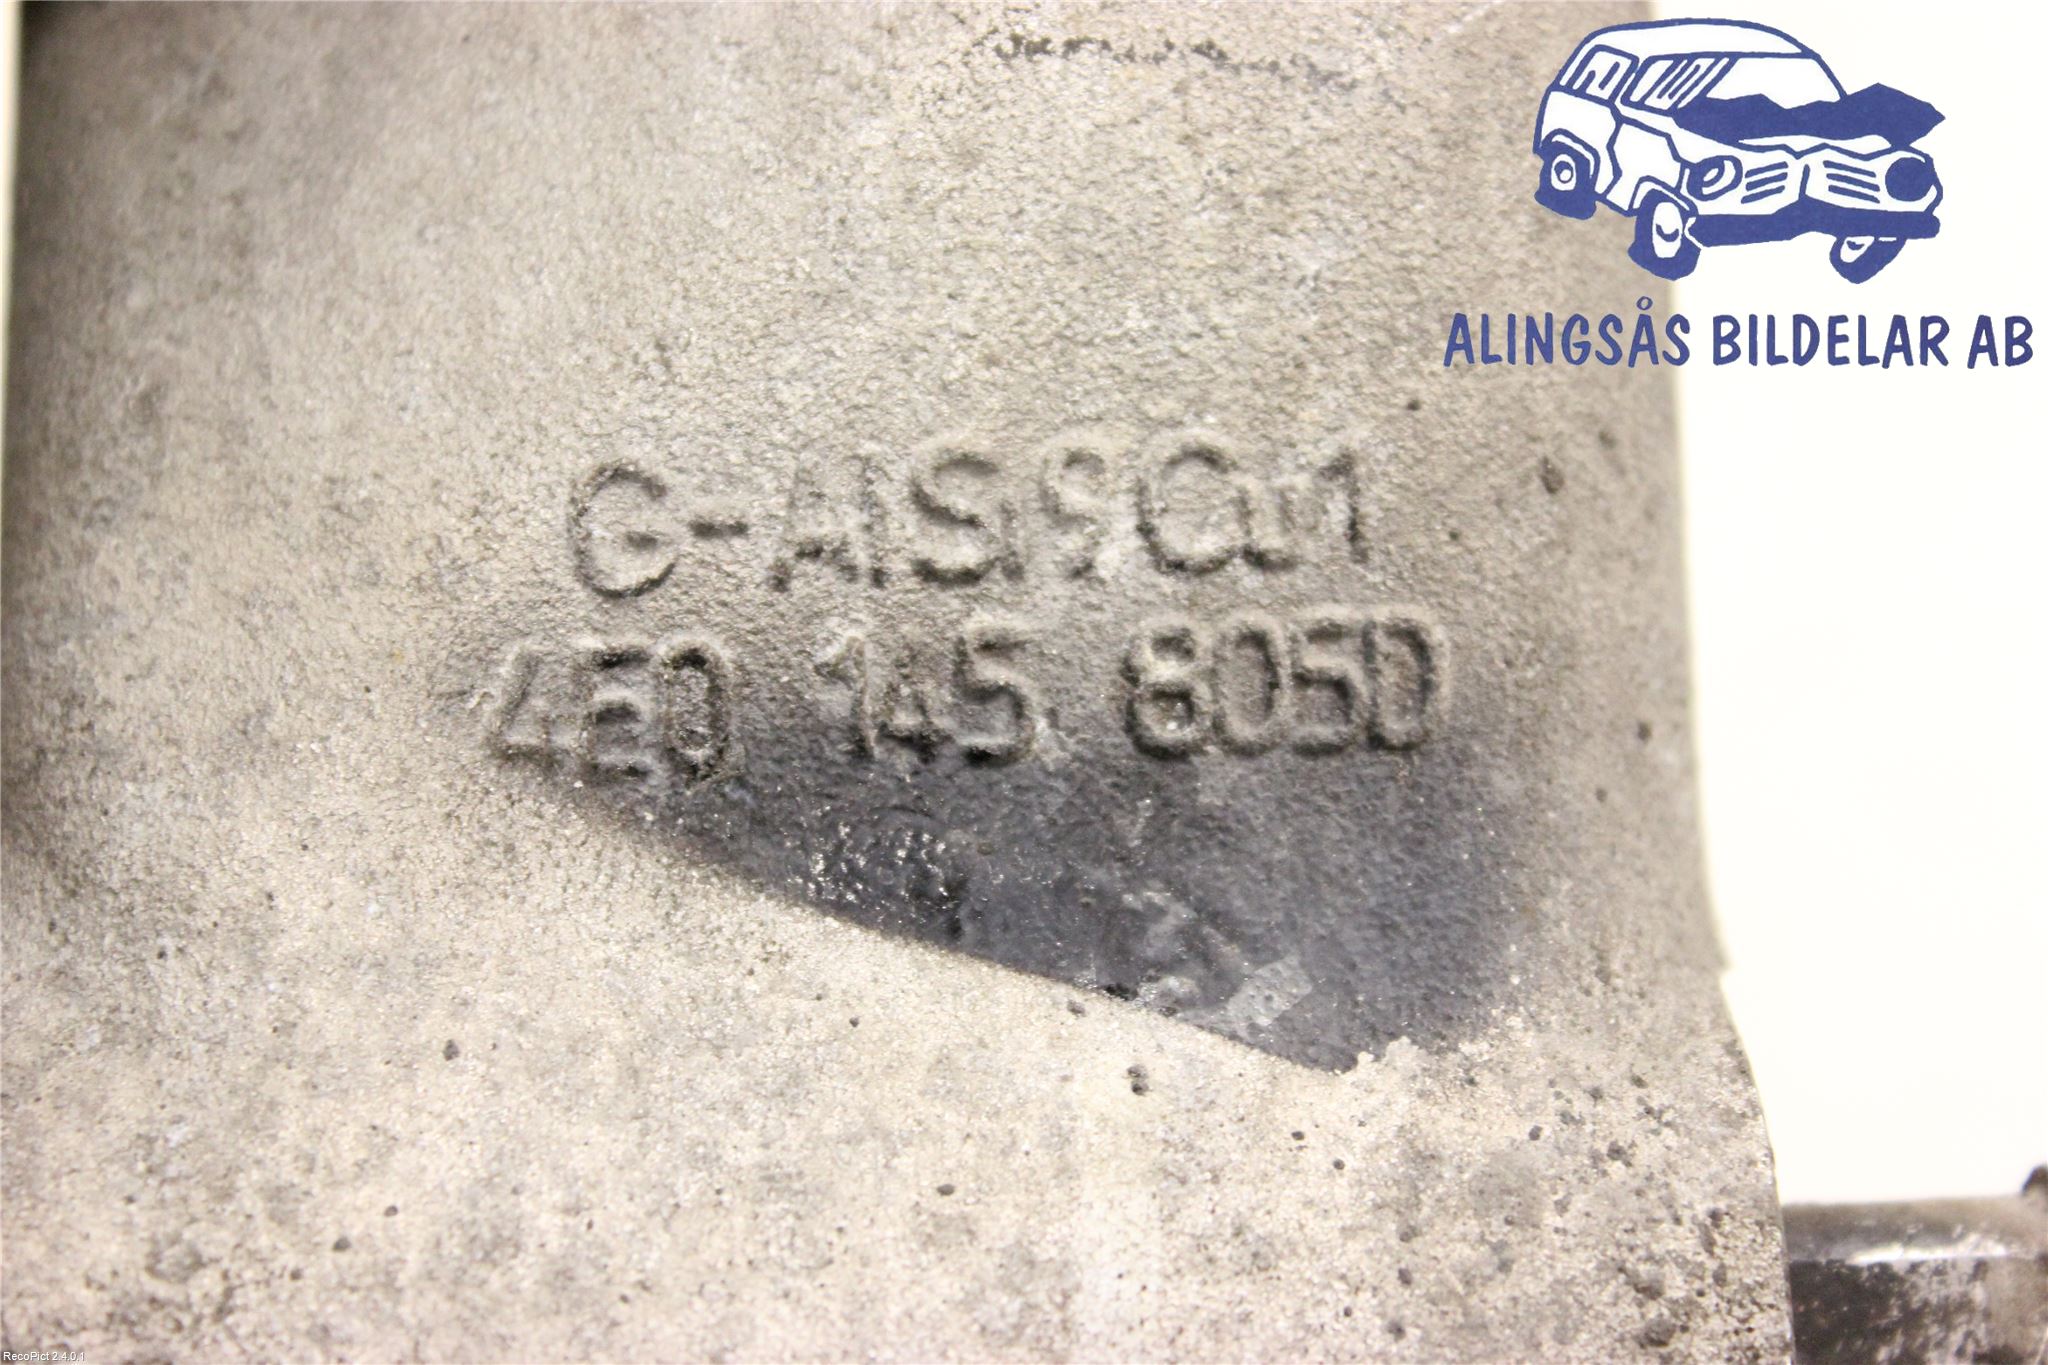 ALINGSÅS BILDELAR AB
G-AlSi9Cu1
4E0 145 805D
RecoPict 2.4.0.1